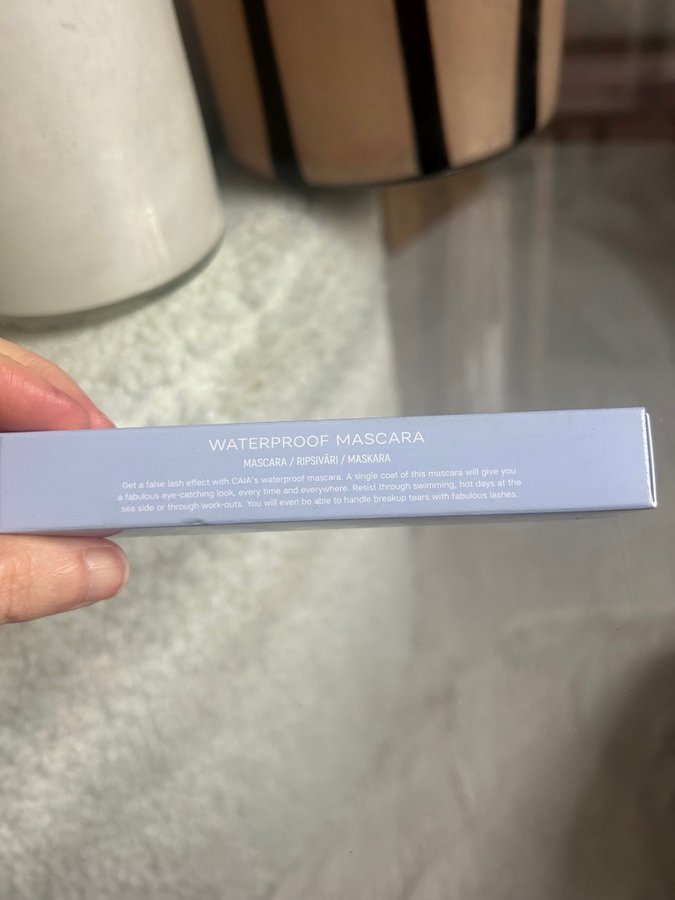 WATERPROOF MASCARA
MASCARA / RIPSIVÄRI / MASKARA
Get a false lash effect with CAIA's waterproof mascara. A single coat of this mascara will give you
a fabulous eye-catching look, every time and everywhere. Resist through swimming, hot days at the
sea side or through work-outs. You will even be able to handle breakup tears with fabulous lashes.